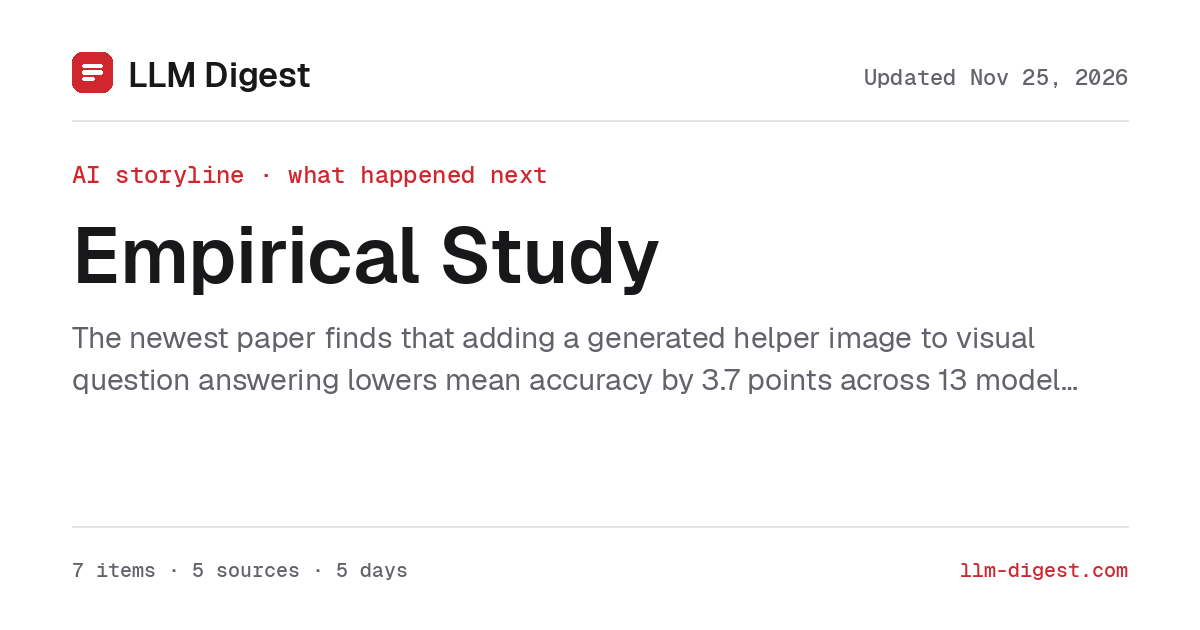 LLM Digest
Updated Nov 25, 2026
AI storyline · what happened next
Empirical Study
The newest paper finds that adding a generated helper image to visual
question answering lowers mean accuracy by 3.7 points across 13 model…
7 items · 5 sources · 5 days
llm-digest.com